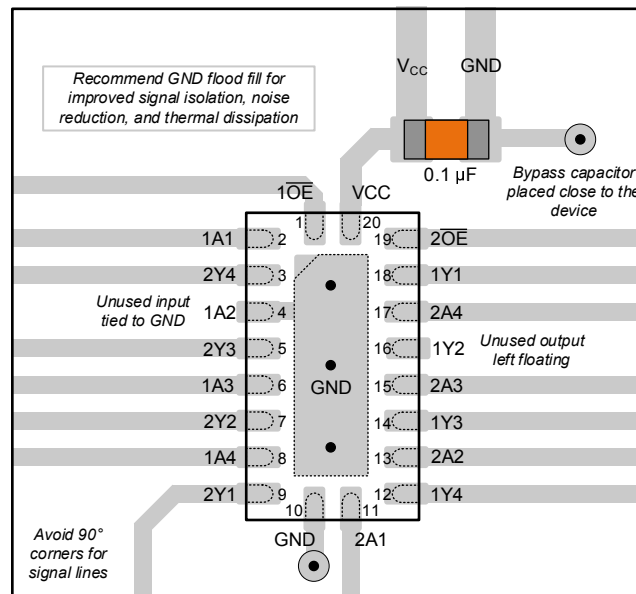 Recommend GND flood fill for
improved signal isolation, noise
reduction, and thermal dissipation
VCC GND
0.1 µF
Bypass capacitor
placed close to the
device
1O̅E̅ VCC
1 20
1A1 2 19 2O̅E̅
2Y4 3 18 1Y1
Unused input
tied to GND
1A2 4 17 2A4
2Y3 5 16 1Y2
Unused output
left floating
1A3 6 GND 15 2A3
2Y2 7 14 1Y3
1A4 8 13 2A2
2Y1 9 12 1Y4
10 11
GND 2A1
Avoid 90°
corners for
signal lines